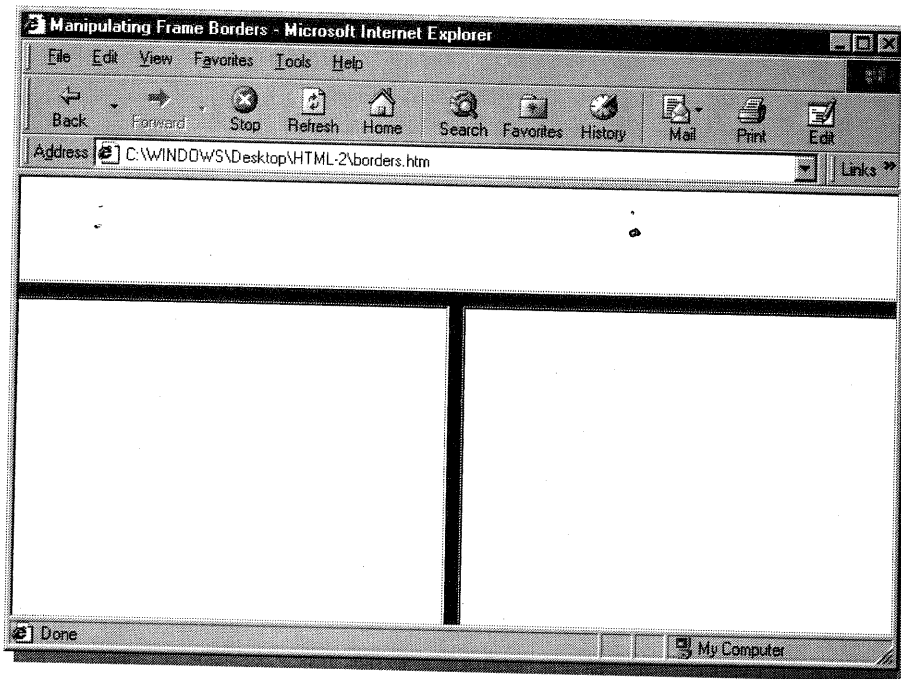 Manipulating Frame Borders - Microsoft Internet Explorer
File Edit View Favorites Tools Help
Back Forward Stop Refresh Home Search Favorites History Mail Print Edit
Address C:\WINDOWS\Desktop\HTML-2\borders.htm Links »
Done My Computer